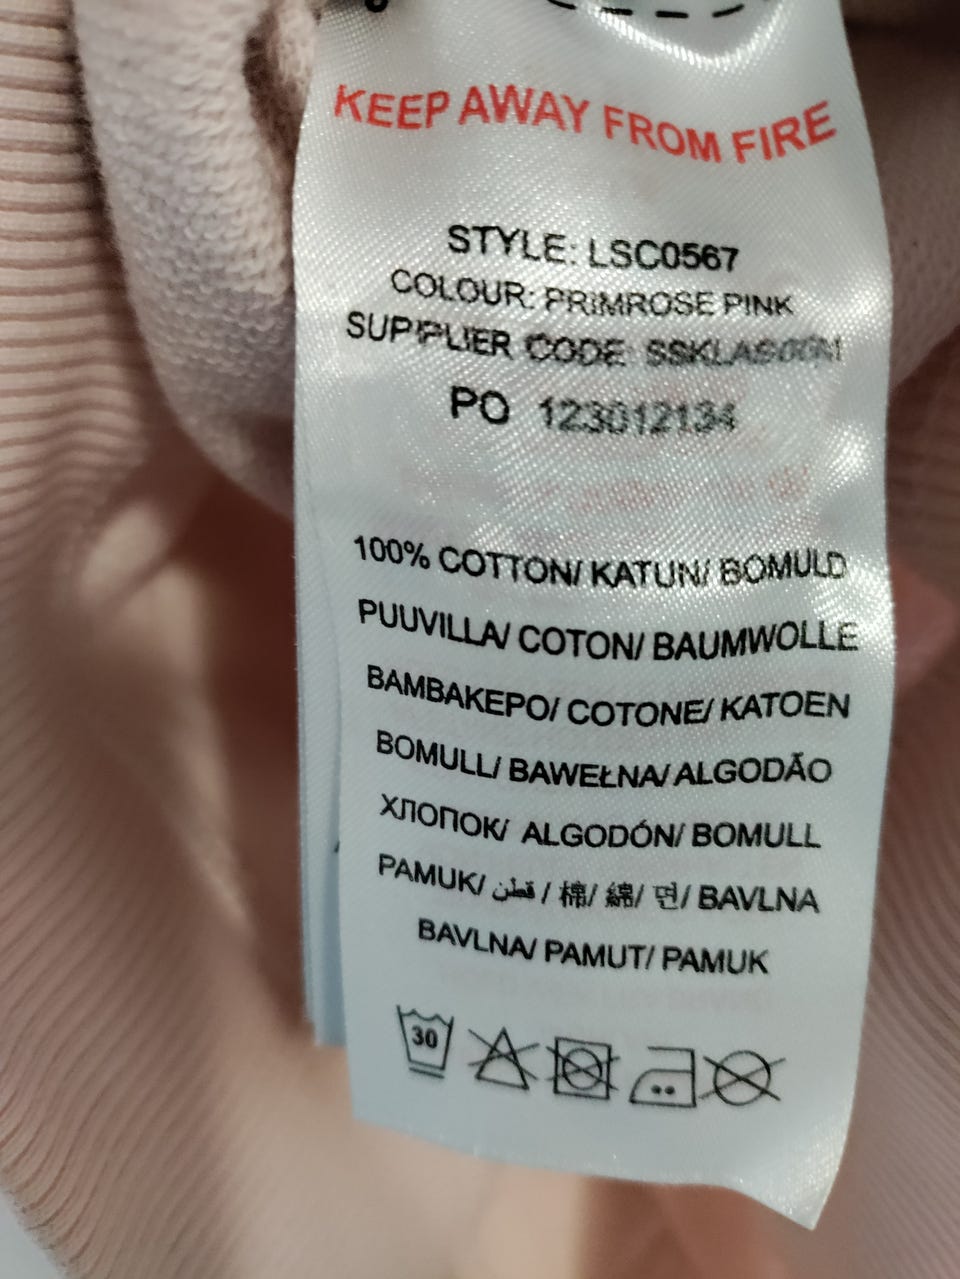 KEEP AWAY FROM FIRE
STYLE: LSC0567
COLOUR: PRIMROSE PINK
SUPPLIER CODE:
PO 123012134
100% COTTON/ KATUN/ BOMULD
PUUVILLA/ COTON/ BAUMWOLLE
BAMBAKEPO/ COTONE/ KATOEN
BOMULL/ BAWEŁNA/ ALGODÃO
ХЛОПОК/ ALGODÓN/ BOMULL
PAMUK/ قطن / 棉/ 綿/ 면/ BAVLNA
BAVLNA/ PAMUT/ PAMUK
30